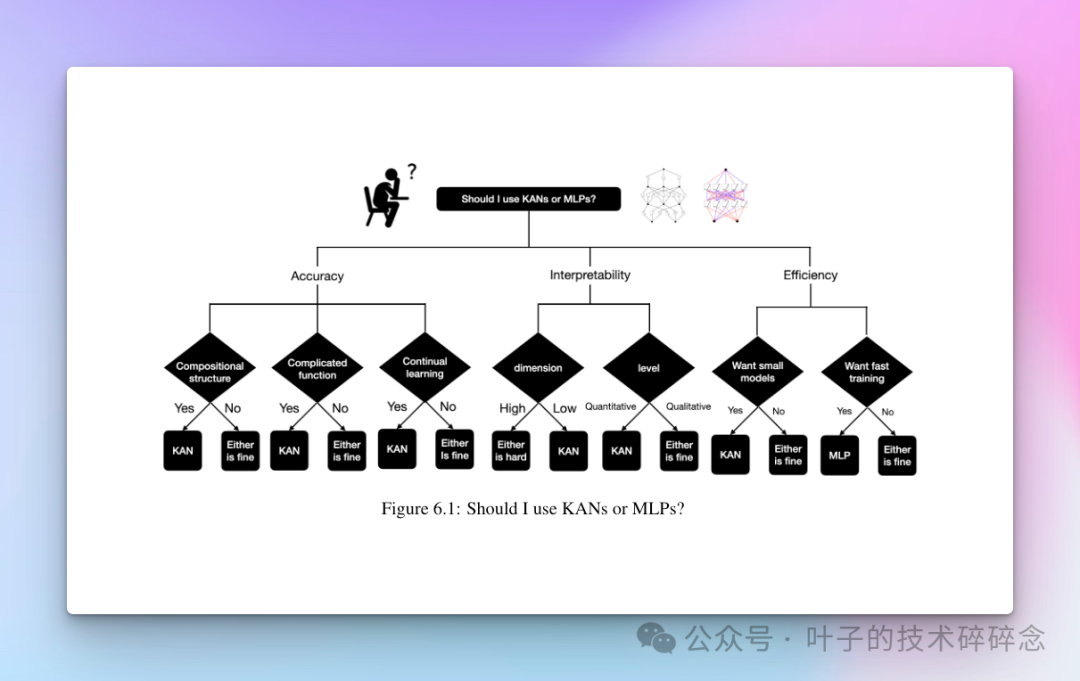 ?
Should I use KANs or MLPs?
Accuracy
Interpretability
Efficiency
Compositional
structure
Complicated
function
Continual
learning
dimension
level
Want small
models
Want fast
training
Yes
No
Yes
No
Yes
No
High
Low
Quantitative
Qualitative
Yes
No
Yes
No
KAN
Either
is fine
KAN
Either
is fine
KAN
Either
Is fine
Either
is hard
KAN
KAN
Either
is fine
KAN
Either
is fine
MLP
Either
is fine
Figure 6.1: Should I use KANs or MLPs?
公众号 · 叶子的技术碎碎念